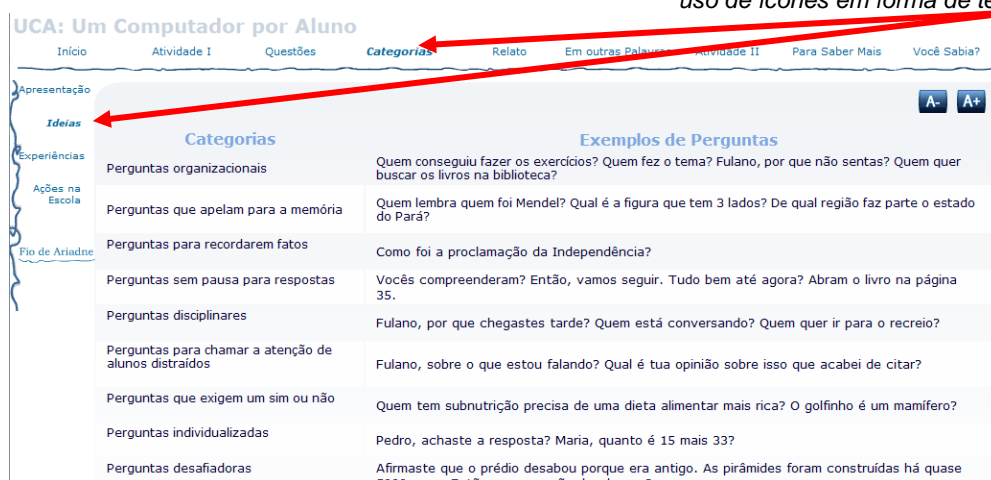 uso de ícones em forma de te
UCA: Um Computador por Aluno
Início Atividade I Questões Categorias Relato Em outras Palavras Atividade II Para Saber Mais Você Sabia?
Apresentação
Ideias
Experiências
Ações na
Escola
Fio de Ariadne
A- A+
Categorias Exemplos de Perguntas
Perguntas organizacionais
Quem conseguiu fazer os exercícios? Quem fez o tema? Fulano, por que não sentas? Quem quer
buscar os livros na biblioteca?
Perguntas que apelam para a memória
Quem lembra quem foi Mendel? Qual é a figura que tem 3 lados? De qual região faz parte o estado
do Pará?
Perguntas para recordarem fatos
Como foi a proclamação da Independência?
Perguntas sem pausa para respostas
Vocês compreenderam? Então, vamos seguir. Tudo bem até agora? Abram o livro na página
35.
Perguntas disciplinares
Fulano, por que chegastes tarde? Quem está conversando? Quem quer ir para o recreio?
Perguntas para chamar a atenção de
alunos distraídos
Fulano, sobre o que estou falando? Qual é tua opinião sobre isso que acabei de citar?
Perguntas que exigem um sim ou não
Quem tem subnutrição precisa de uma dieta alimentar mais rica? O golfinho é um mamífero?
Perguntas individualizadas
Pedro, achaste a resposta? Maria, quanto é 15 mais 33?
Perguntas desafiadoras
Afirmaste que o prédio desabou porque era antigo. As pirâmides foram construídas há quase